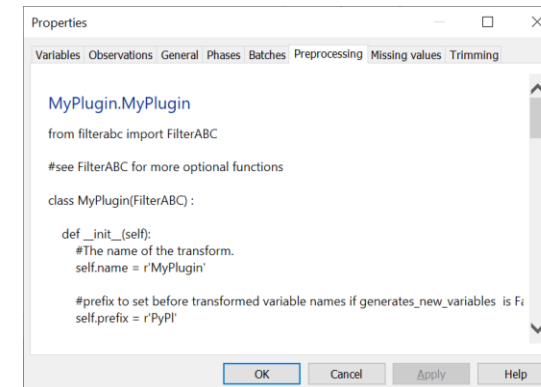 Properties
Variables Observations General Phases Batches Preprocessing Missing values Trimming
MyPlugin.MyPlugin
from filterabc import FilterABC
#see FilterABC for more optional functions
class MyPlugin(FilterABC) :
def __init__(self):
#The name of the transform.
self.name = r'MyPlugin'
#prefix to set before transformed variable names if generates_new_variables is
self.prefix = r'PyPl'
OK Cancel Apply Help